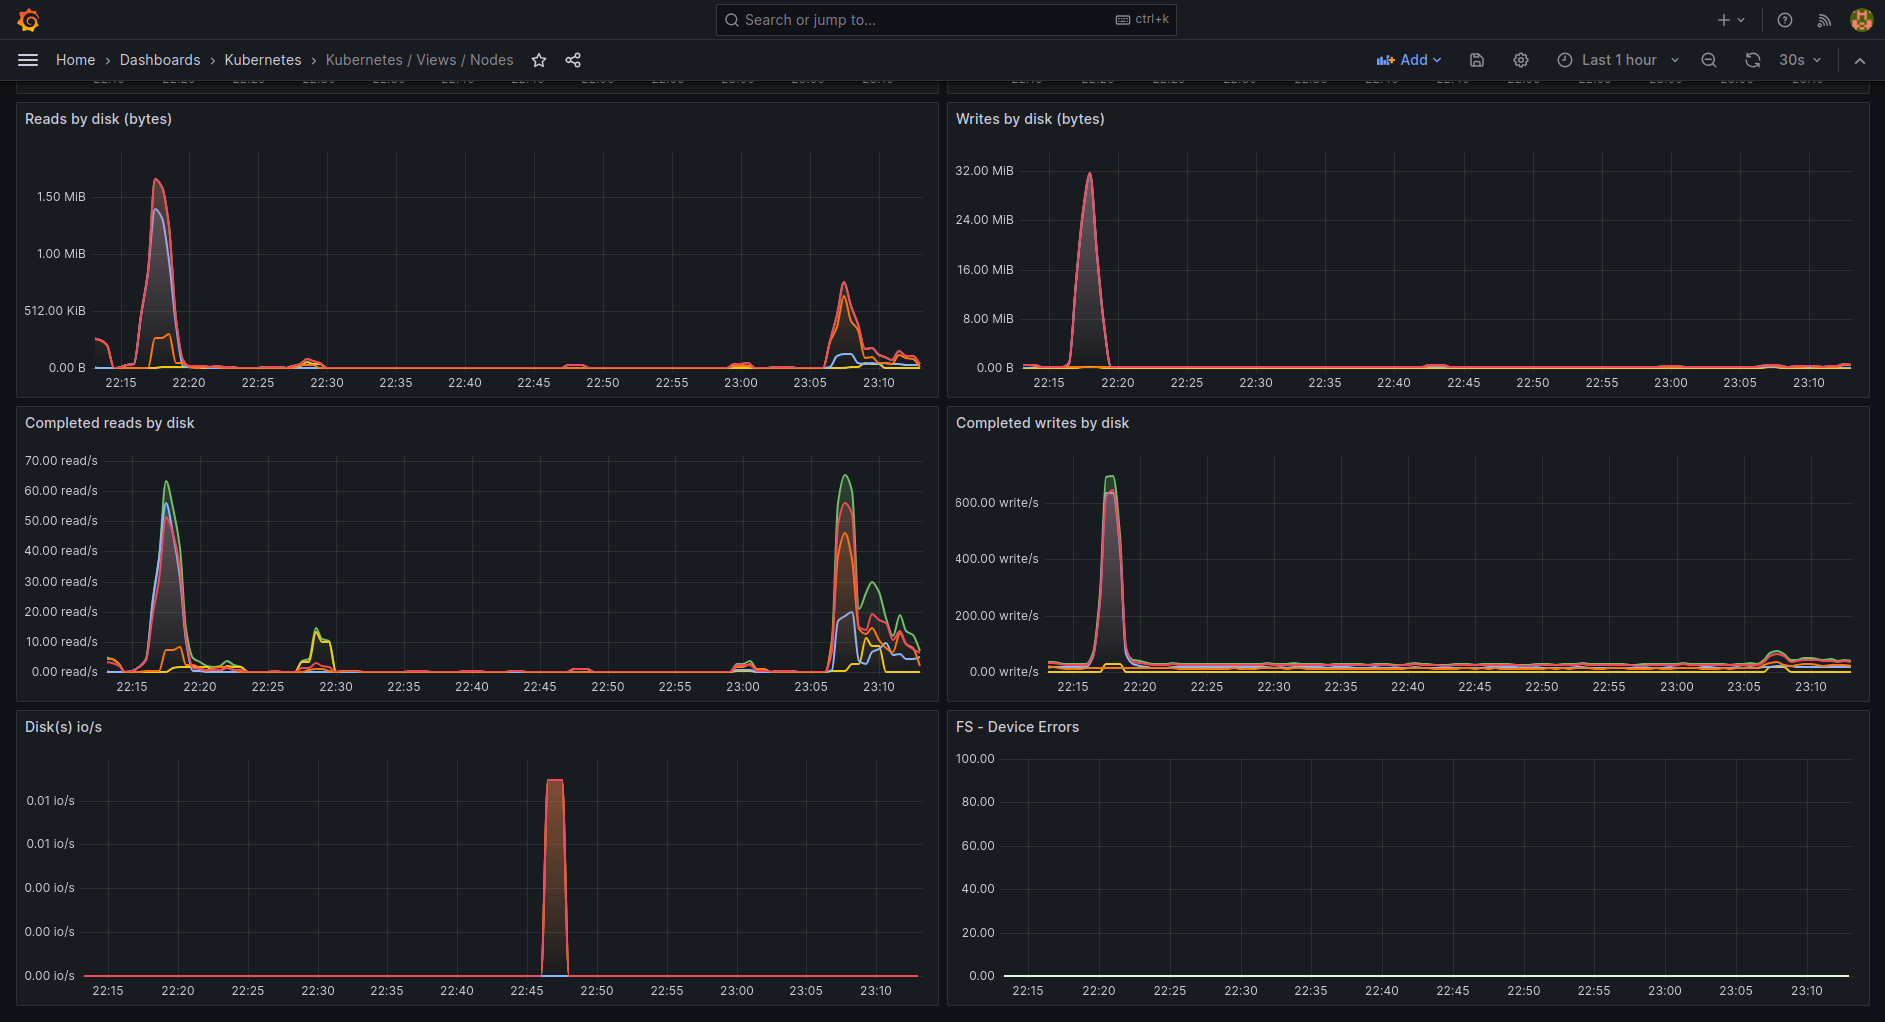 Search or jump to...
ctrl+k
Home › Dashboards › Kubernetes › Kubernetes / Views / Nodes
Add
Last 1 hour
30s
Reads by disk (bytes)
1.50 MiB
1.00 MiB
512.00 KiB
0.00 B
22:15 22:20 22:25 22:30 22:35 22:40 22:45 22:50 22:55 23:00 23:05 23:10
Writes by disk (bytes)
32.00 MiB
24.00 MiB
16.00 MiB
8.00 MiB
0.00 B
22:15 22:20 22:25 22:30 22:35 22:40 22:45 22:50 22:55 23:00 23:05 23:10
Completed reads by disk
70.00 read/s
60.00 read/s
50.00 read/s
40.00 read/s
30.00 read/s
20.00 read/s
10.00 read/s
0.00 read/s
22:15 22:20 22:25 22:30 22:35 22:40 22:45 22:50 22:55 23:00 23:05 23:10
Completed writes by disk
600.00 write/s
400.00 write/s
200.00 write/s
0.00 write/s
22:15 22:20 22:25 22:30 22:35 22:40 22:45 22:50 22:55 23:00 23:05 23:10
Disk(s) io/s
0.01 io/s
0.01 io/s
0.00 io/s
0.00 io/s
0.00 io/s
22:15 22:20 22:25 22:30 22:35 22:40 22:45 22:50 22:55 23:00 23:05 23:10
FS - Device Errors
100.00
80.00
60.00
40.00
20.00
0.00
22:15 22:20 22:25 22:30 22:35 22:40 22:45 22:50 22:55 23:00 23:05 23:10